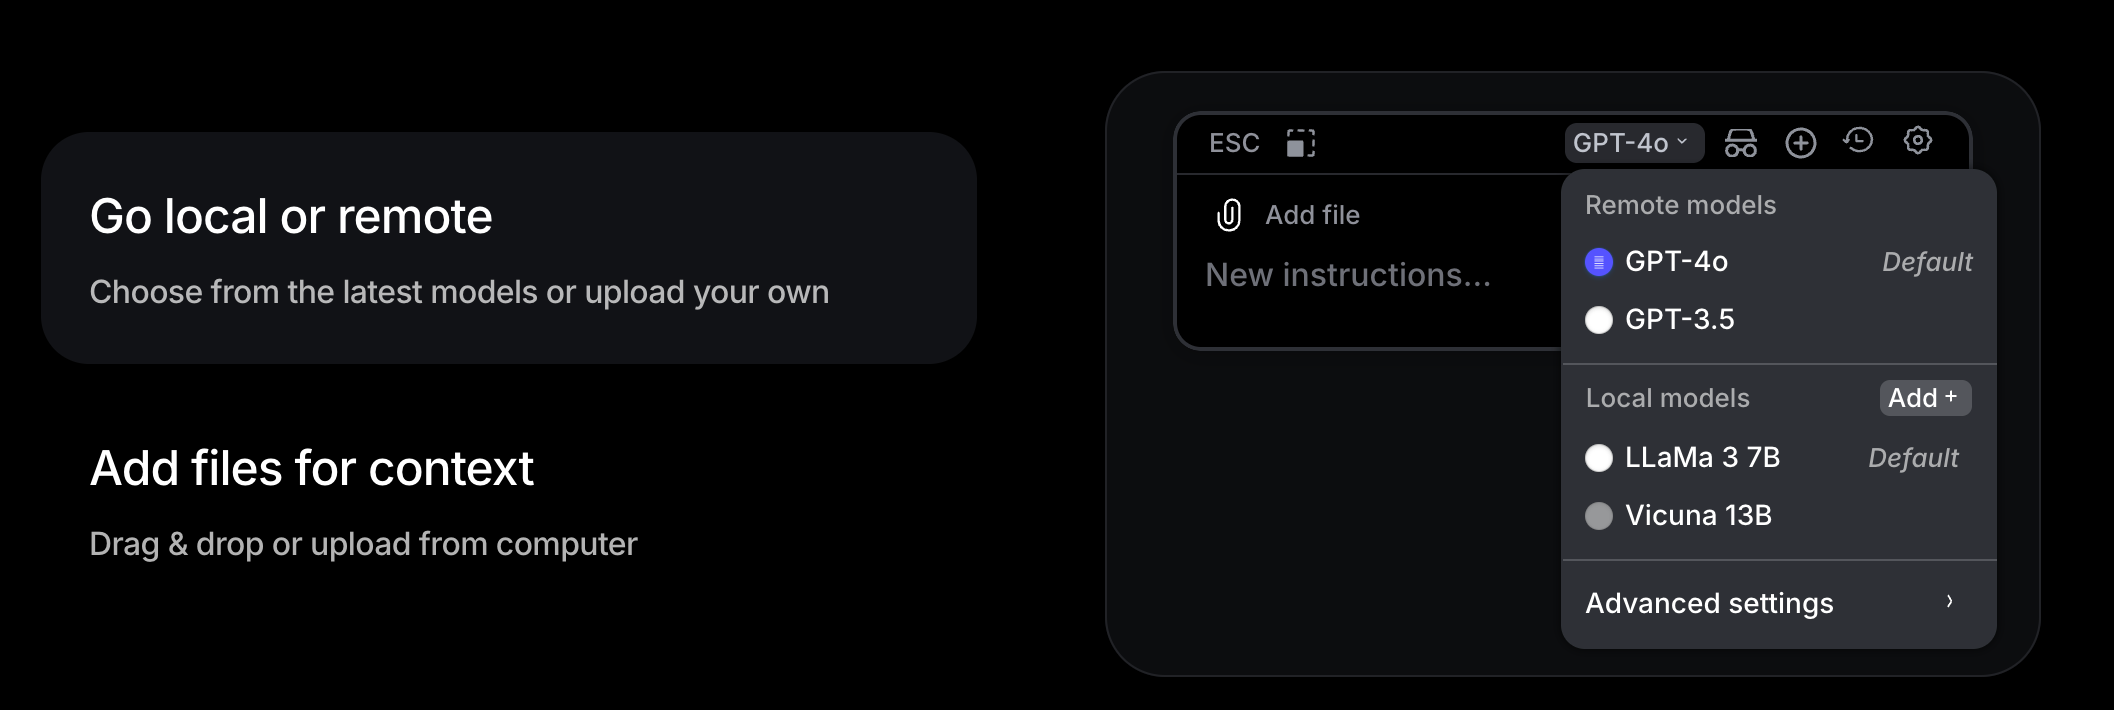 Go local or remote
Choose from the latest models or upload your own
Add files for context
Drag & drop or upload from computer
ESC
GPT-4o
Add file
New instructions...
Remote models
GPT-4o Default
GPT-3.5
Local models Add +
LLaMa 3 7B Default
Vicuna 13B
Advanced settings